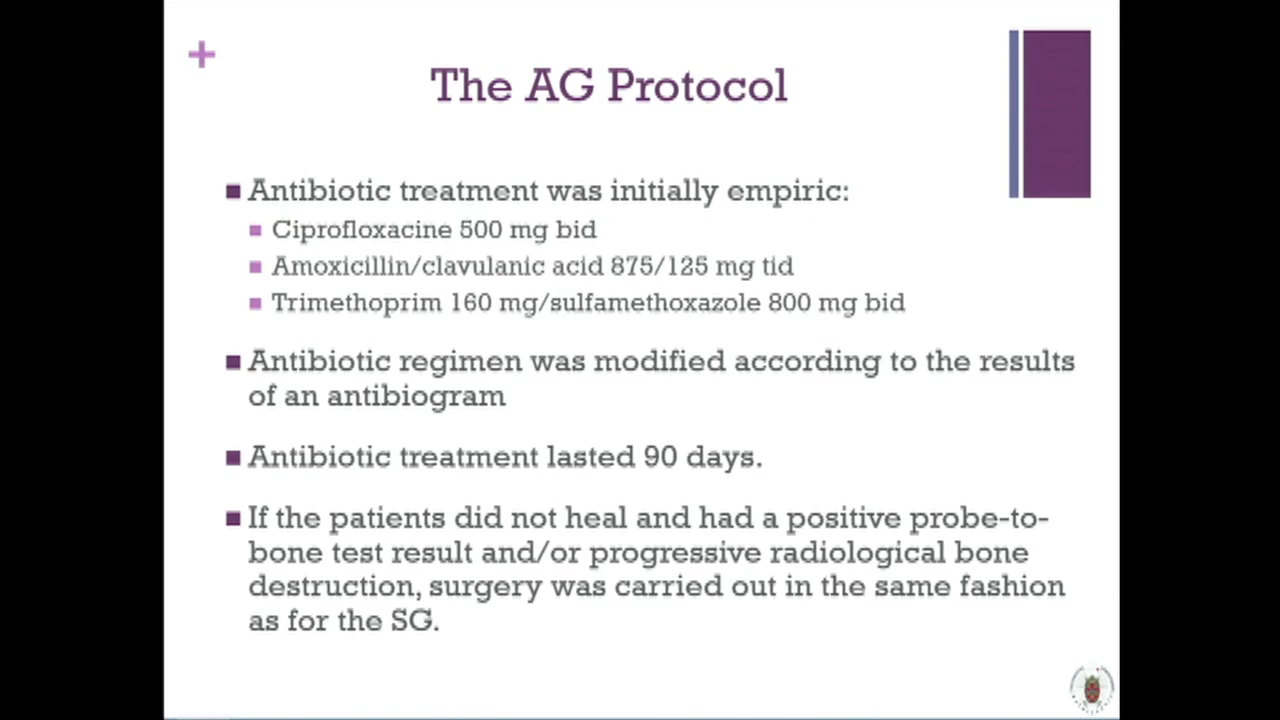 +
The AG Protocol
Antibiotic treatment was initially empiric:
Ciprofloxacine 500 mg bid
Amoxicillin/clavulanic acid 875/125 mg tid
Trimethoprim 160 mg/sulfamethoxazole 800 mg bid
Antibiotic regimen was modified according to the results
of an antibiogram
Antibiotic treatment lasted 90 days.
If the patients did not heal and had a positive probe-to-
bone test result and/or progressive radiological bone
destruction, surgery was carried out in the same fashion
as for the SG.